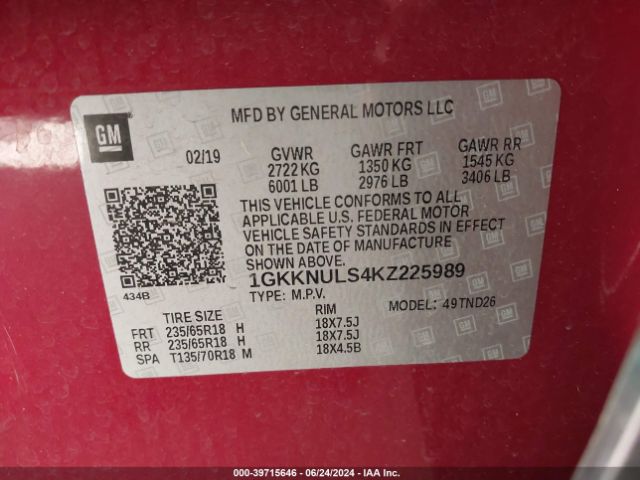 GM
MFD BY GENERAL MOTORS LLC
02/19 GVWR GAWR FRT GAWR RR
2722 KG 1350 KG 1545 KG
6001 LB 2976 LB 3406 LB
THIS VEHICLE CONFORMS TO ALL
APPLICABLE U.S. FEDERAL MOTOR
VEHICLE SAFETY STANDARDS IN EFFECT
ON THE DATE OF MANUFACTURE
SHOWN ABOVE.
1GKKNULS4KZ225989
434B
TYPE: M.P.V.
MODEL: 49TND26
TIRE SIZE RIM
FRT 235/65R18 H 18X7.5J
RR 235/65R18 H 18X7.5J
SPA T135/70R18 M 18X4.5B
000-39715646 / 06/24/2024 - IAA Inc.